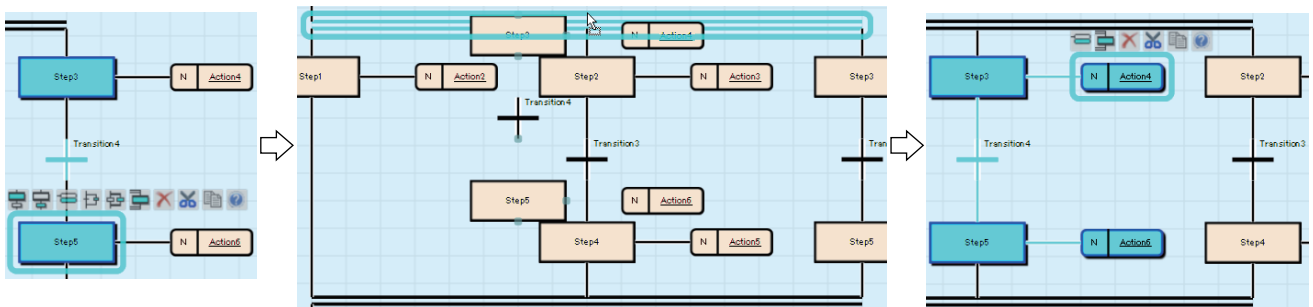 Step3
N
Action4
Transition4
Step5
N
Action6
Step3
N
Action4
Step1
N
Action2
Step2
N
Action3
Step3
Transition4
Transition3
Tran
Step5
N
Action6
Step4
N
Action5
Step5
Step3
N
Action4
Step2
Transition4
Transition3
Step5
N
Action6
Step4